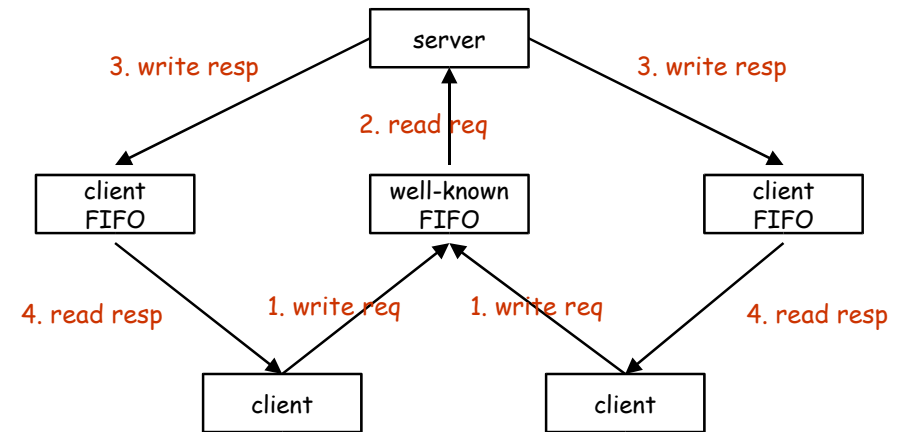 server
3. write resp
3. write resp
2. read req
client
FIFO
well-known
FIFO
client
FIFO
4. read resp
1. write req
1. write req
4. read resp
client
client